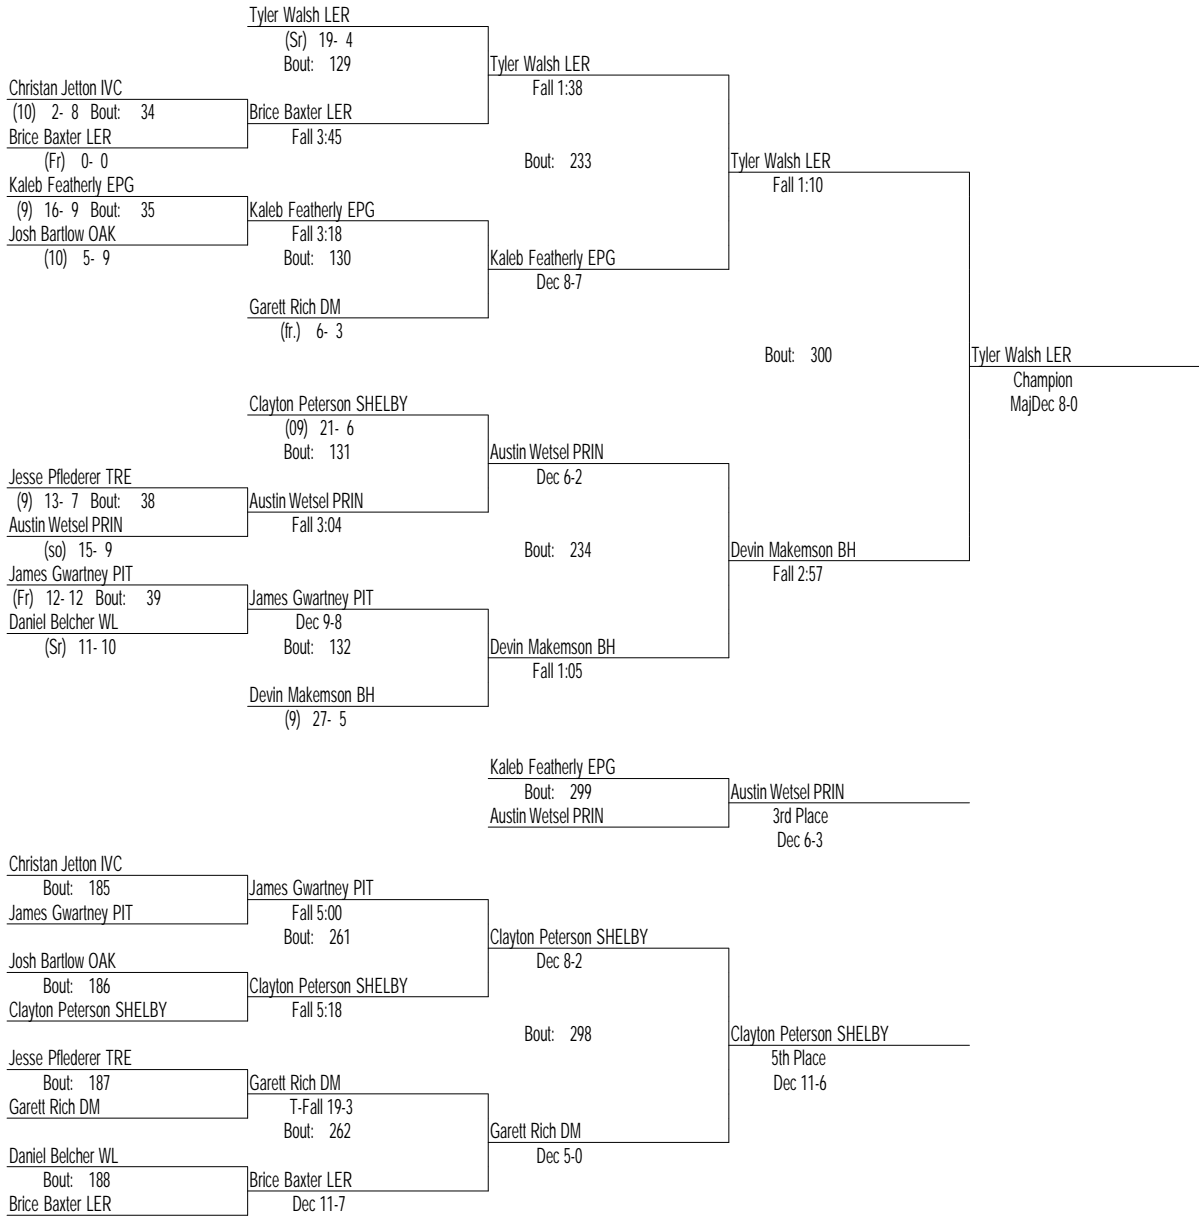 Tyler Walsh LER
(Sr) 19- 4
Bout: 129
Tyler Walsh LER
Fall 1:38
Christan Jetton IVC
(10) 2- 8 Bout: 34
Brice Baxter LER
Brice Baxter LER
Fall 3:45
(Fr) 0- 0
Bout: 233
Tyler Walsh LER
Fall 1:10
Kaleb Featherly EPG
(9) 16- 9 Bout: 35
Kaleb Featherly EPG
Josh Bartlow OAK
Fall 3:18
(10) 5- 9
Bout: 130
Kaleb Featherly EPG
Dec 8-7
Garett Rich DM
(fr.) 6- 3
Bout: 300
Tyler Walsh LER
Champion
MajDec 8-0
Clayton Peterson SHELBY
(09) 21- 6
Bout: 131
Austin Wetsel PRIN
Dec 6-2
Jesse Pflederer TRE
(9) 13- 7 Bout: 38
Austin Wetsel PRIN
Austin Wetsel PRIN
Fall 3:04
(so) 15- 9
Bout: 234
Devin Makemson BH
Fall 2:57
James Gwartney PIT
(Fr) 12- 12 Bout: 39
James Gwartney PIT
Daniel Belcher WL
Dec 9-8
(Sr) 11- 10
Bout: 132
Devin Makemson BH
Fall 1:05
Devin Makemson BH
(9) 27- 5
Kaleb Featherly EPG
Bout: 299
Austin Wetsel PRIN
Austin Wetsel PRIN
3rd Place
Dec 6-3
Christan Jetton IVC
Bout: 185
James Gwartney PIT
James Gwartney PIT
Fall 5:00
Bout: 261
Clayton Peterson SHELBY
Dec 8-2
Josh Bartlow OAK
Bout: 186
Clayton Peterson SHELBY
Clayton Peterson SHELBY
Fall 5:18
Bout: 298
Clayton Peterson SHELBY
5th Place
Dec 11-6
Jesse Pflederer TRE
Bout: 187
Garett Rich DM
Garett Rich DM
T-Fall 19-3
Bout: 262
Garett Rich DM
Dec 5-0
Daniel Belcher WL
Bout: 188
Brice Baxter LER
Brice Baxter LER
Dec 11-7